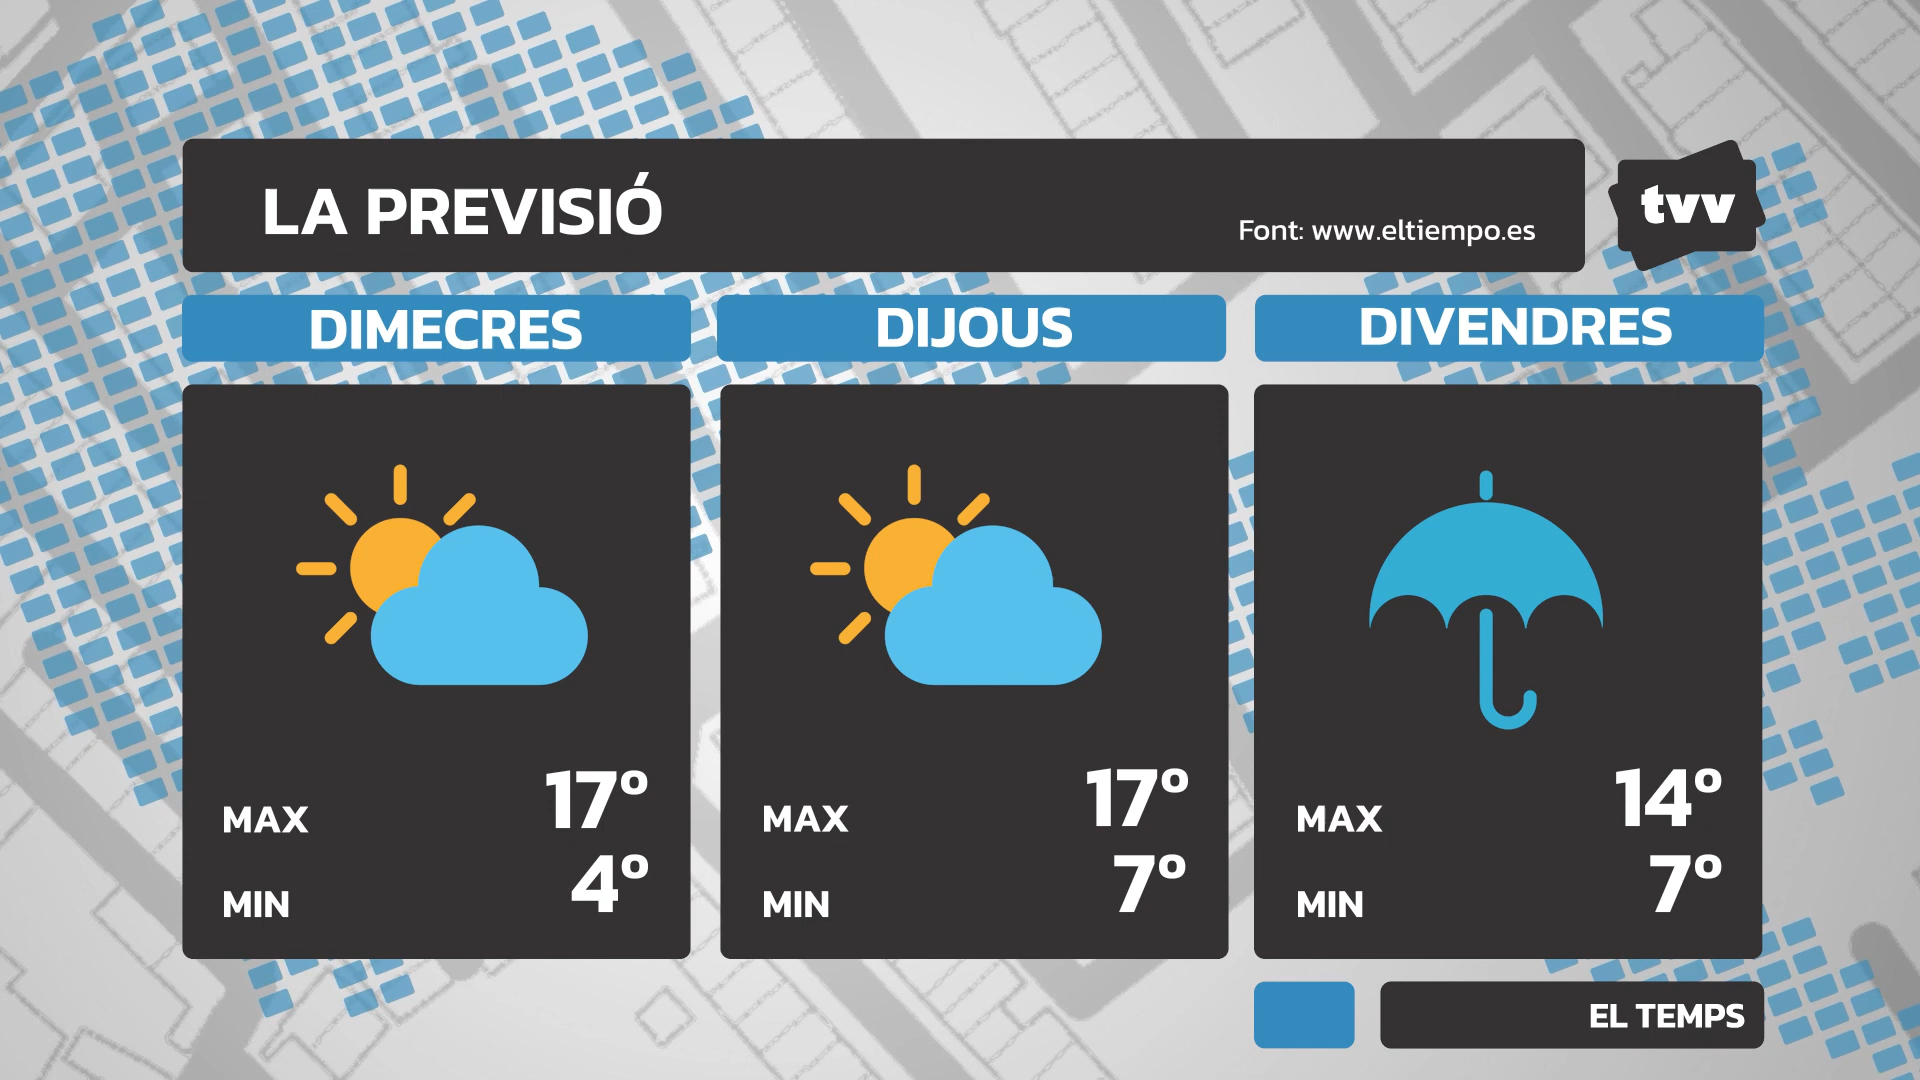 LA PREVISIÓ
Font: www.eltiempo.es
tvv
DIMECRES
DIJOUS
DIVENDRES
MAX 17º
MIN 4º
MAX 17º
MIN 7º
MAX 14º
MIN 7º
EL TEMPS